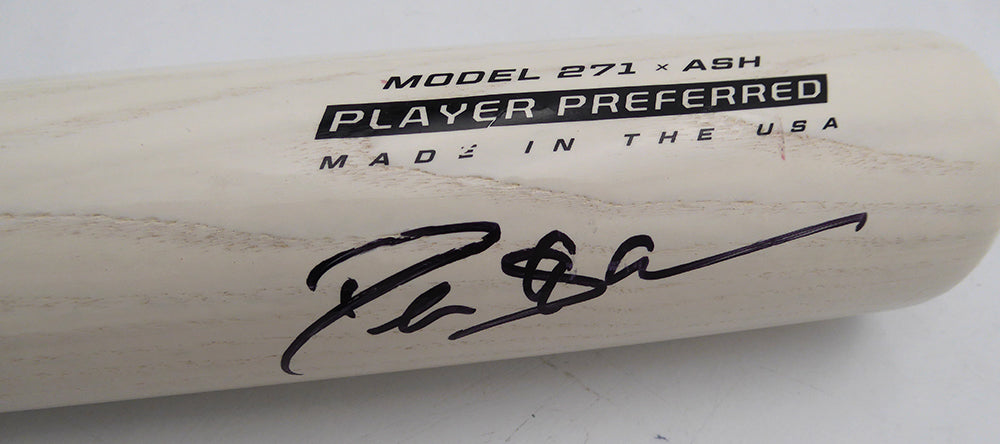 MODEL 271 × ASH
PLAYER PREFERRED
MADE IN THE USA